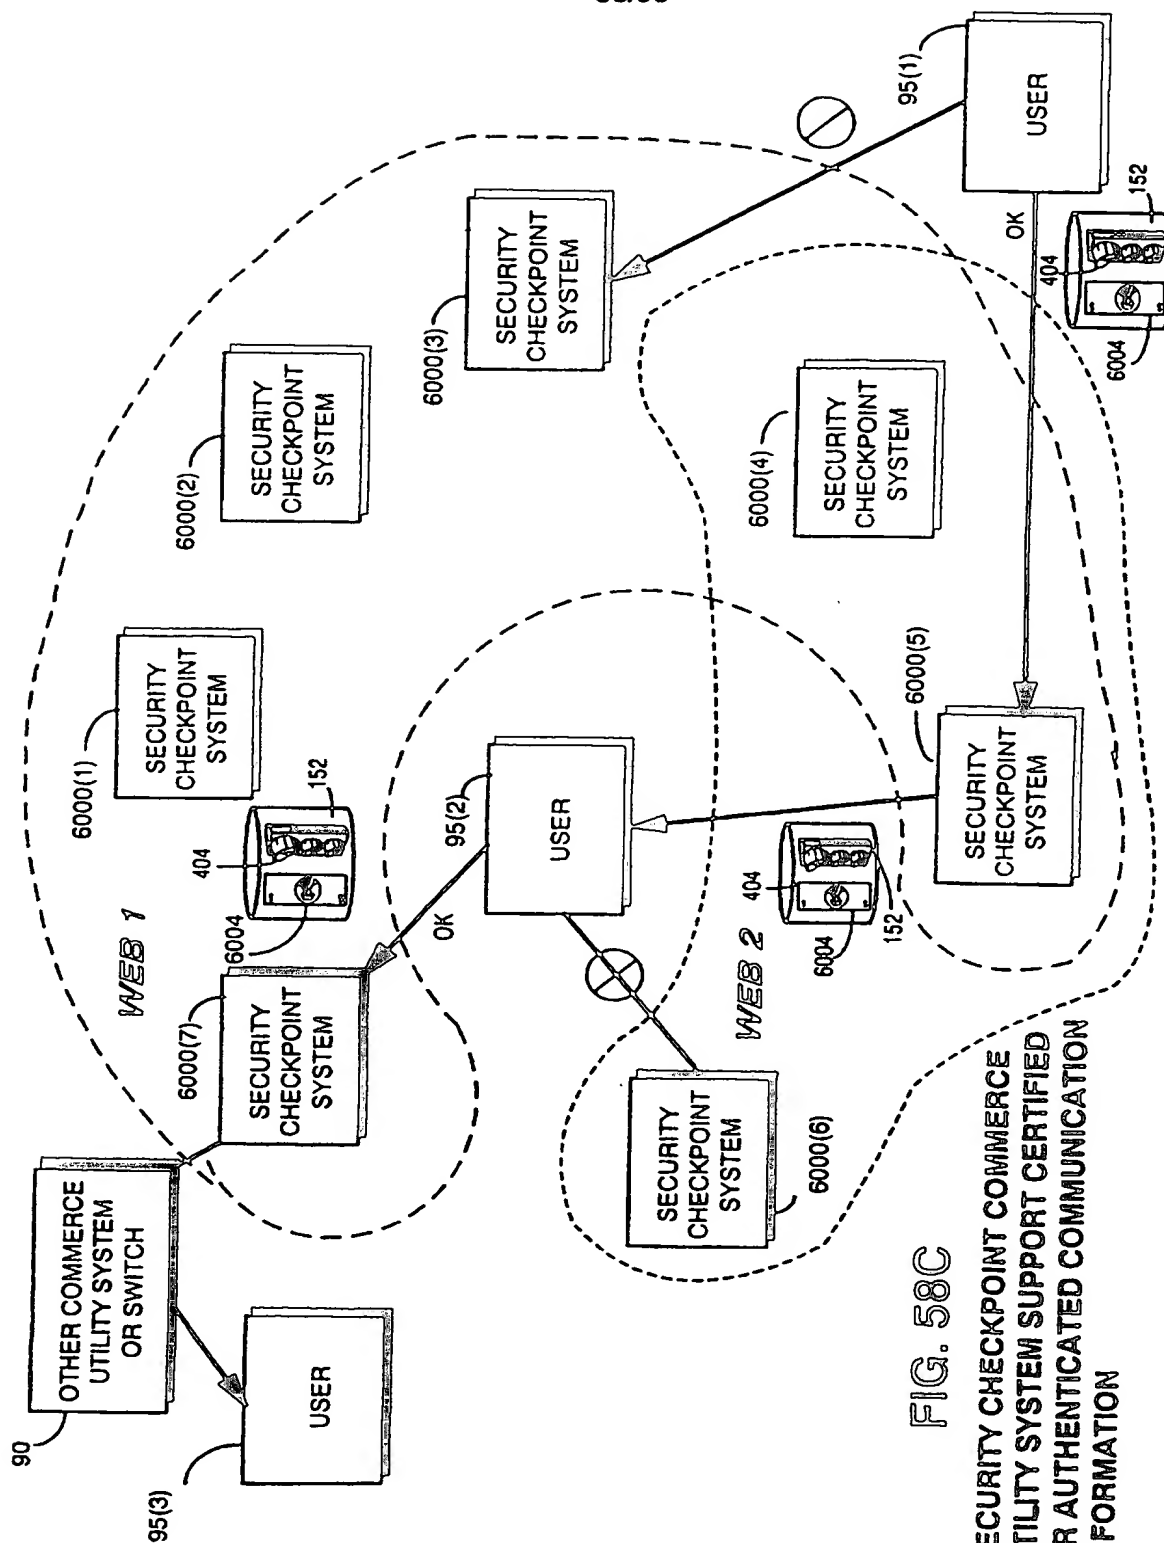 90
OTHER COMMERCE
UTILITY SYSTEM
OR SWITCH
95(3)
USER
6000(7)
SECURITY
CHECKPOINT
SYSTEM
WEB 1
6000(1)
SECURITY
CHECKPOINT
SYSTEM
404
152
6004
6000(2)
SECURITY
CHECKPOINT
SYSTEM
6000(3)
SECURITY
CHECKPOINT
SYSTEM
OK
95(2)
USER
6000(4)
SECURITY
CHECKPOINT
SYSTEM
95(1)
USER
OK
404
152
6004
WEB 2
404
6004
152
6000(5)
SECURITY
CHECKPOINT
SYSTEM
SECURITY
CHECKPOINT
SYSTEM
6000(6)
FIG. 58C
ECURITY CHECKPOINT COMMERCE
TILITY SYSTEM SUPPORT CERTIFIED
R AUTHENTICATED COMMUNICATION
FORMATION